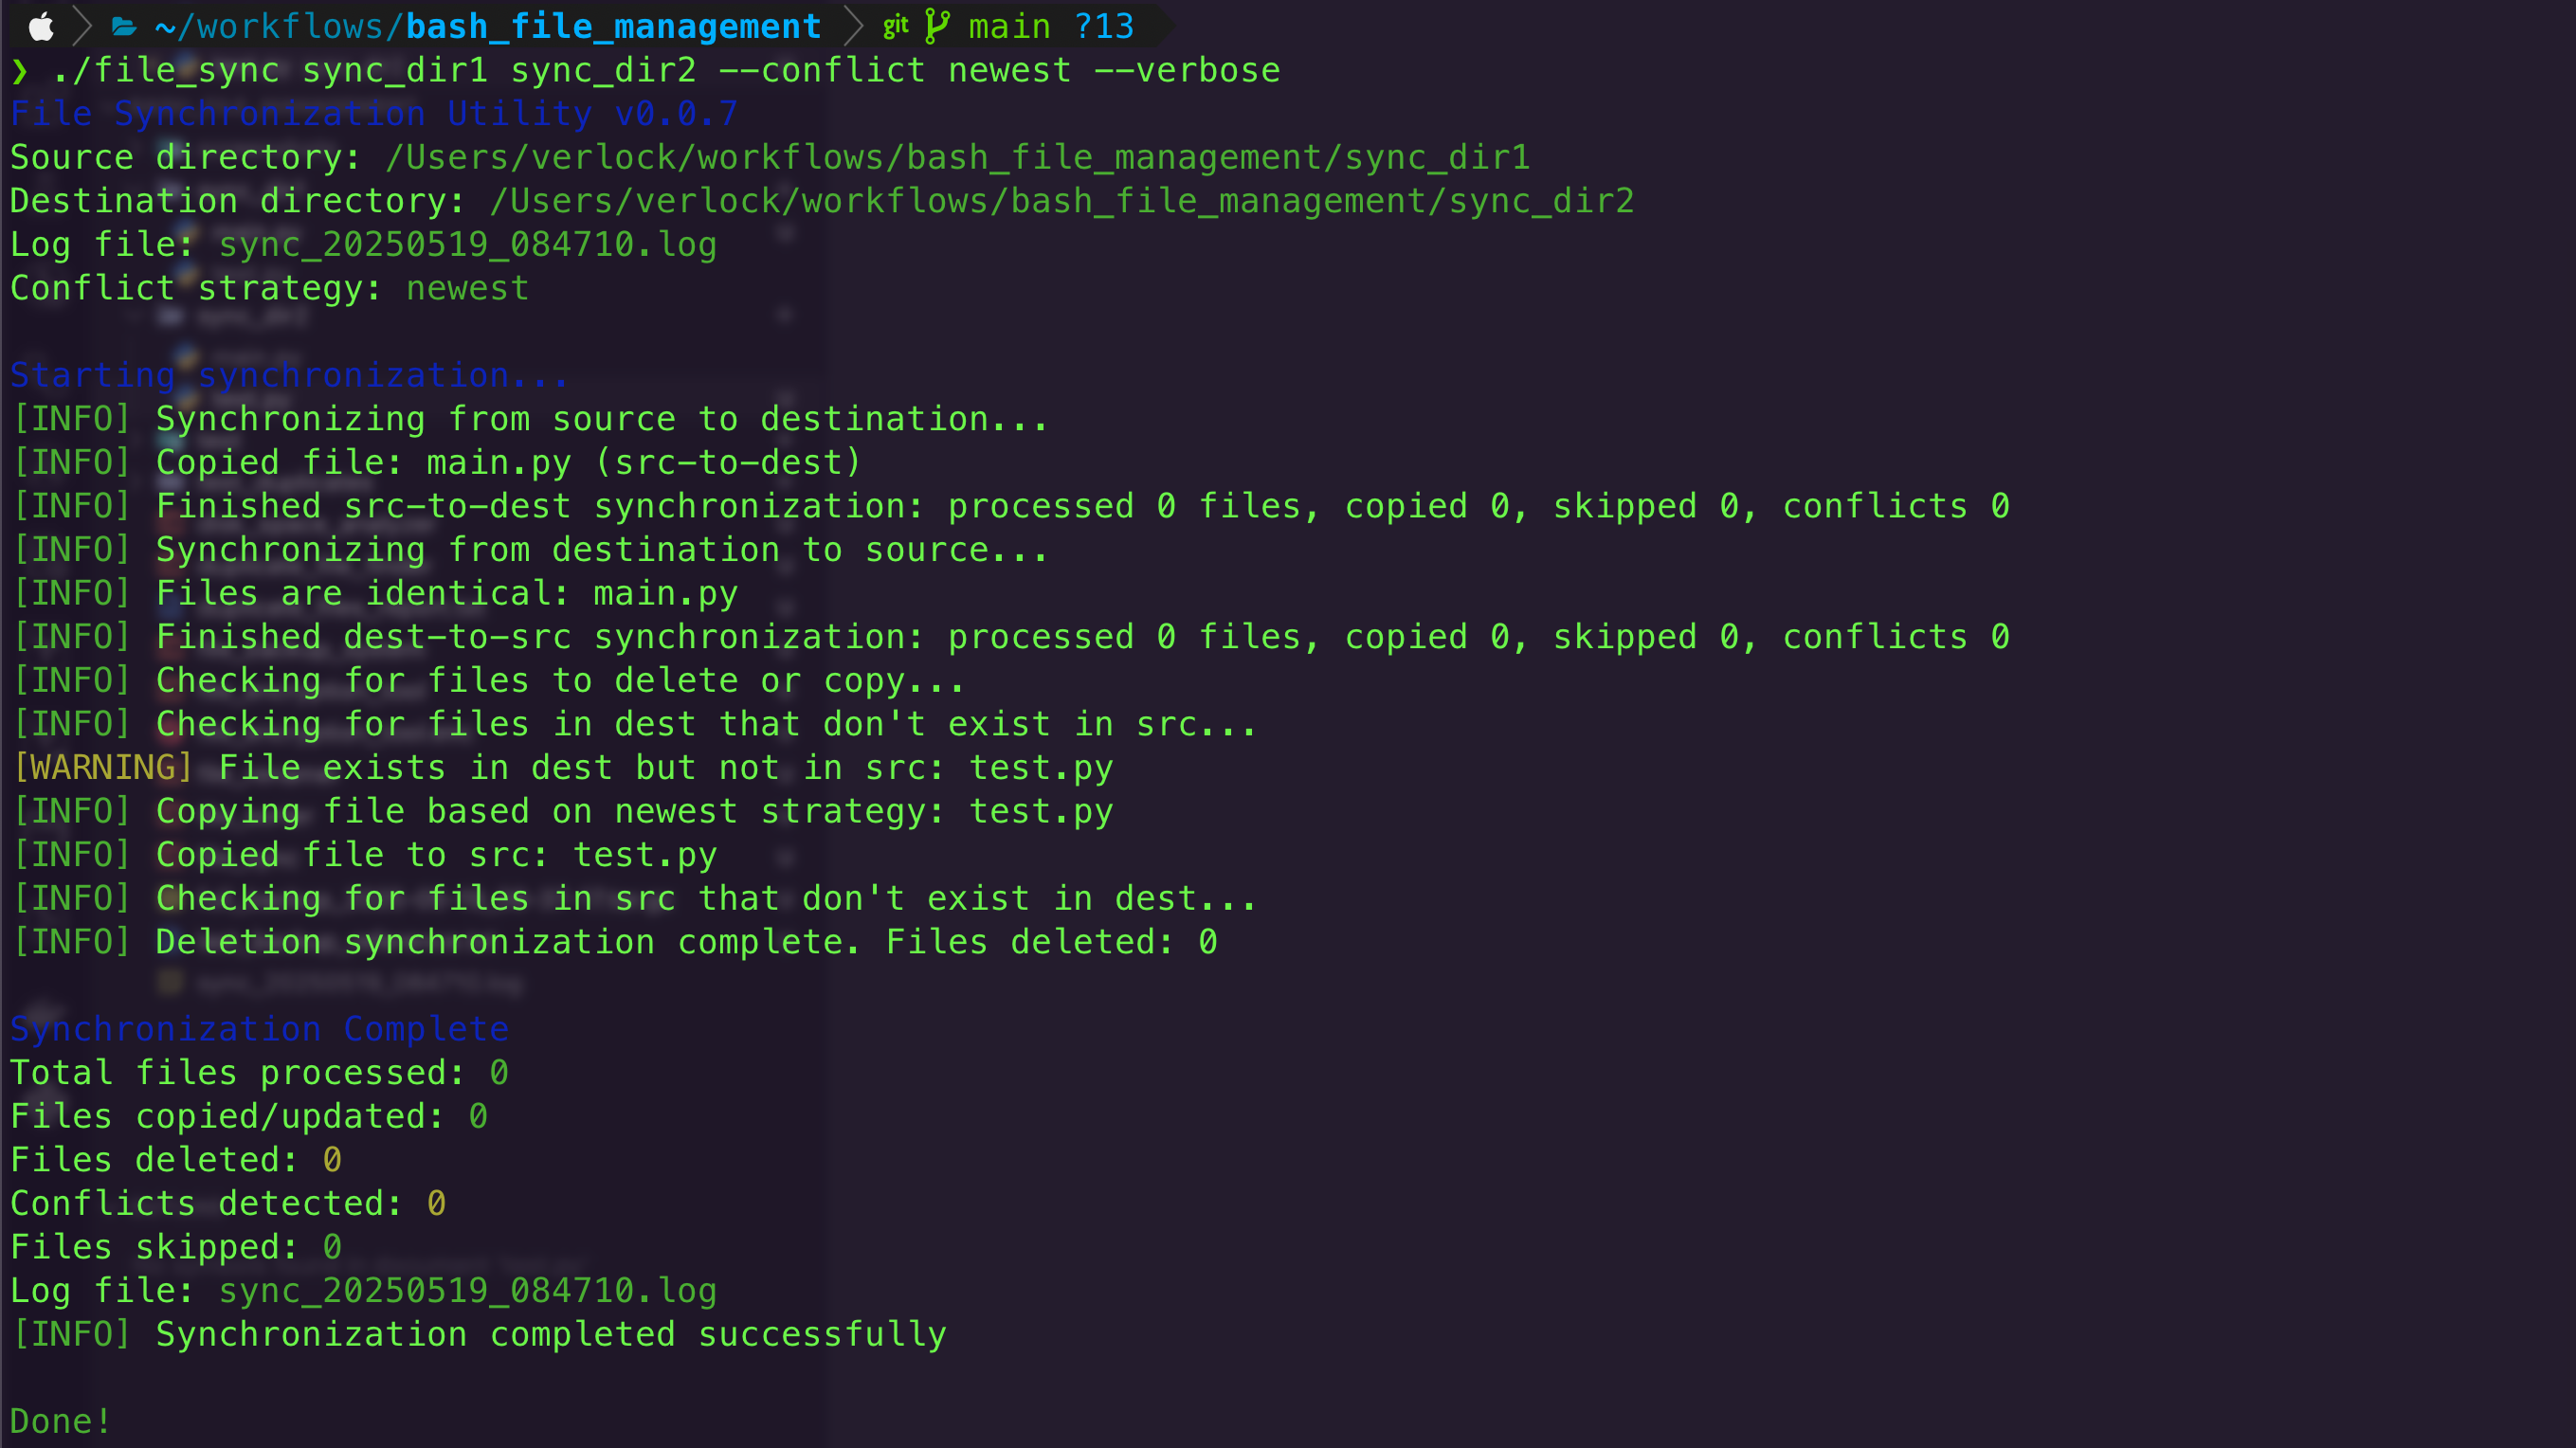 ~/workflows/bash_file_management git main ?13
❯ ./file_sync sync_dir1 sync_dir2 --conflict newest --verbose
File Synchronization Utility v0.0.7
Source directory: /Users/verlock/workflows/bash_file_management/sync_dir1
Destination directory: /Users/verlock/workflows/bash_file_management/sync_dir2
Log file: sync_20250519_084710.log
Conflict strategy: newest
Starting synchronization...
[INFO] Synchronizing from source to destination...
[INFO] Copied file: main.py (src-to-dest)
[INFO] Finished src-to-dest synchronization: processed 0 files, copied 0, skipped 0, conflicts 0
[INFO] Synchronizing from destination to source...
[INFO] Files are identical: main.py
[INFO] Finished dest-to-src synchronization: processed 0 files, copied 0, skipped 0, conflicts 0
[INFO] Checking for files to delete or copy...
[INFO] Checking for files in dest that don't exist in src...
[WARNING] File exists in dest but not in src: test.py
[INFO] Copying file based on newest strategy: test.py
[INFO] Copied file to src: test.py
[INFO] Checking for files in src that don't exist in dest...
[INFO] Deletion synchronization complete. Files deleted: 0
Synchronization Complete
Total files processed: 0
Files copied/updated: 0
Files deleted: 0
Conflicts detected: 0
Files skipped: 0
Log file: sync_20250519_084710.log
[INFO] Synchronization completed successfully
Done!